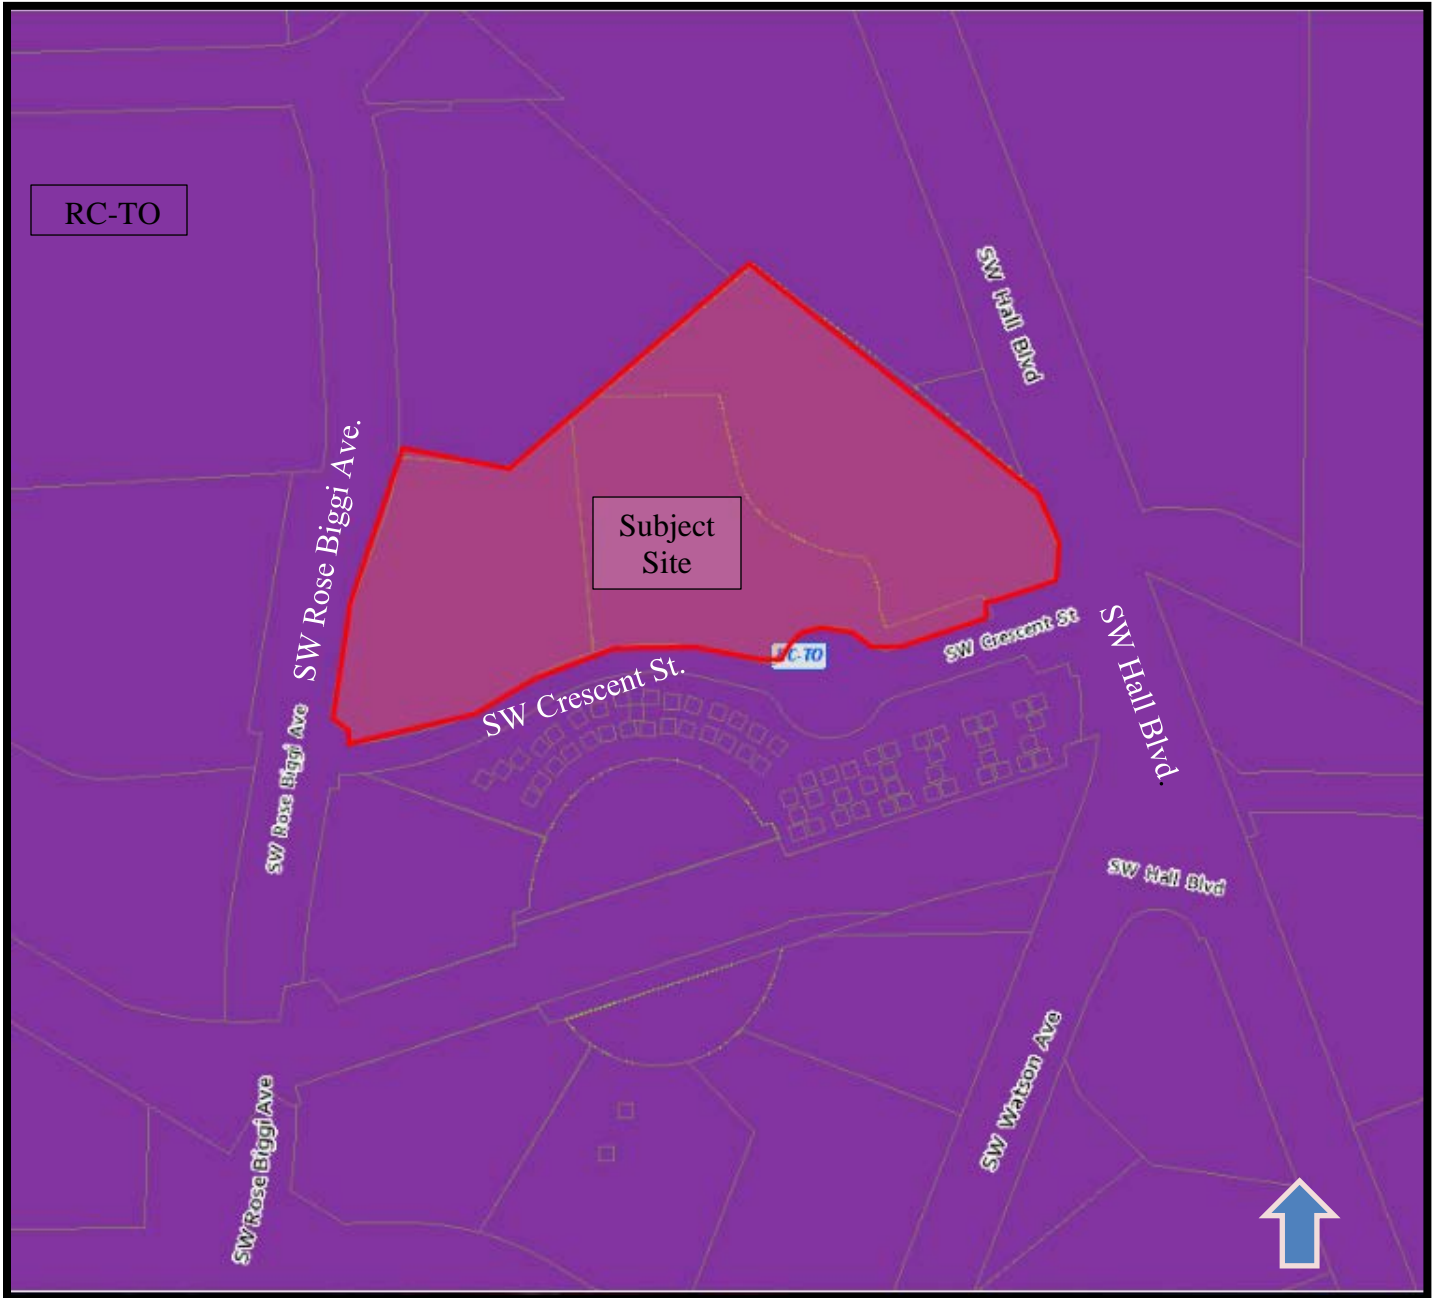 RC-TO
SW Hall Blvd
SW Rose Biggi Ave.
Subject
Site
SW Crescent St
SW Hall Blvd.
RC-TO
SW Crescent St.
SW Rose Biggi Ave
SW Hall Blvd
SW Watson Ave
SW Rose Biggi Ave